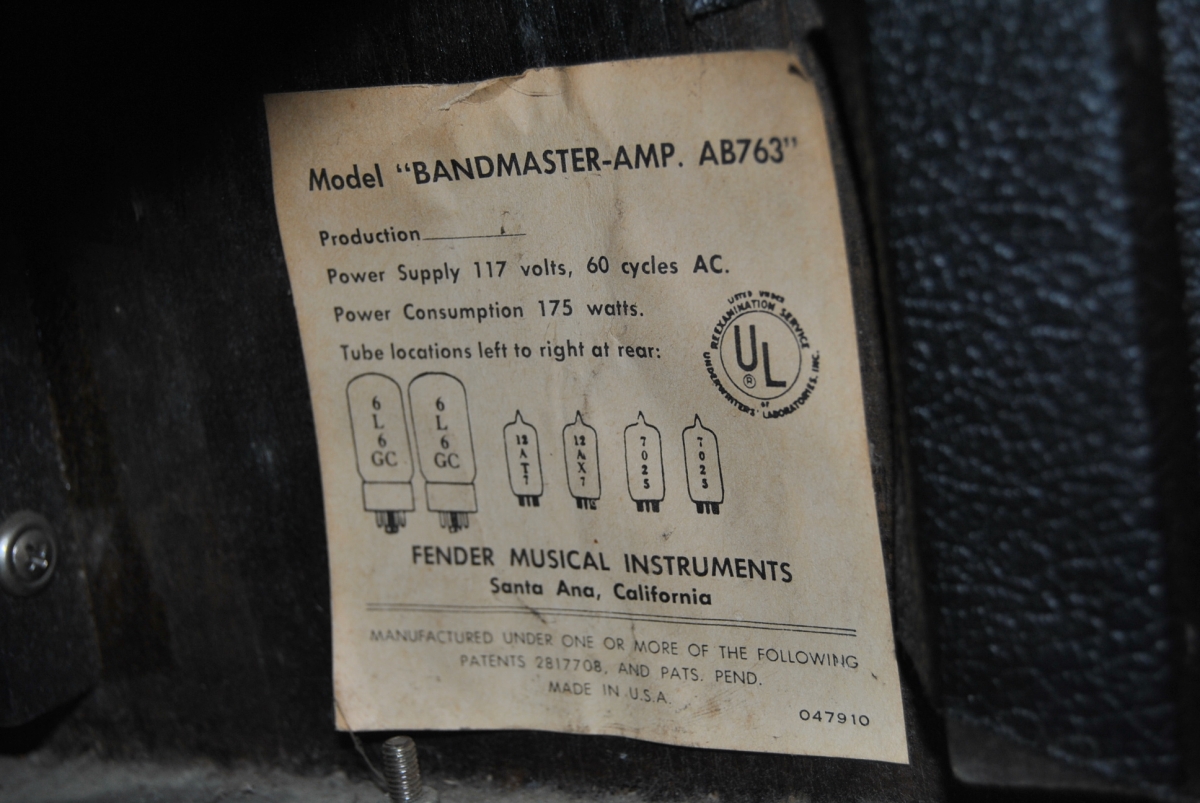 Model “BANDMASTER-AMP. AB763”
Production
Power Supply 117 volts, 60 cycles AC.
Power Consumption 175 watts.
Tube locations left to right at rear:
LISTED UNDER
REEXAMINATION SERVICE
UL ®
OF
UNDERWRITERS' LABORATORIES, INC.
6L6GC
6L6GC
12AT7
12AX7
7025
7025
FENDER MUSICAL INSTRUMENTS
Santa Ana, California
MANUFACTURED UNDER ONE OR MORE OF THE FOLLOWING
PATENTS 2817708, AND PATS. PEND.
MADE IN U.S.A.
047910